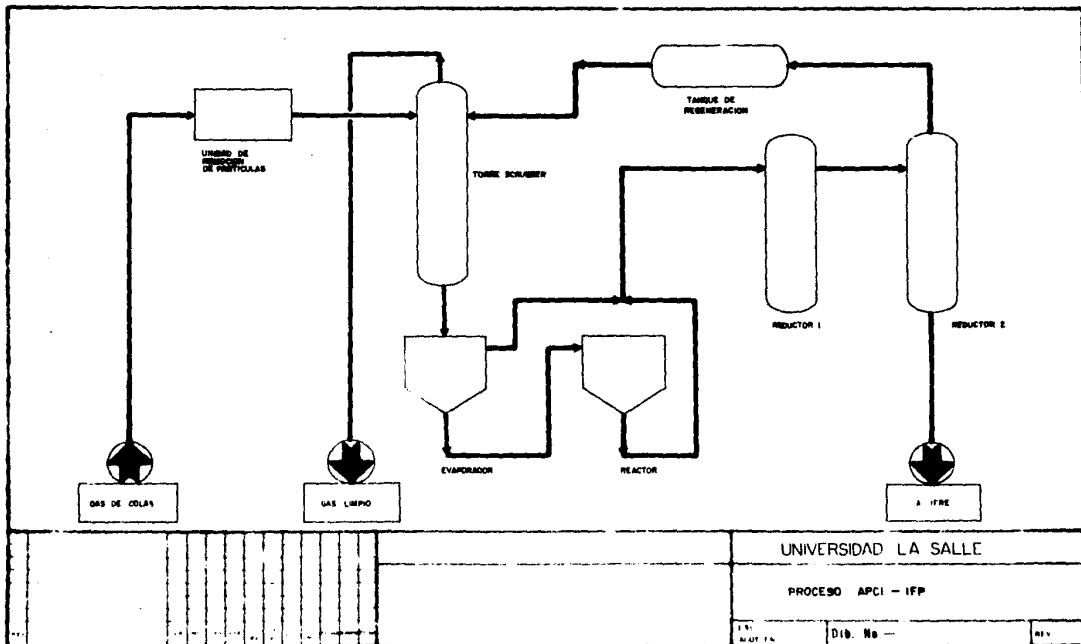 TANQUE DE
REGENERACION
UNIDAD DE
REMOCION
DE PARTICULAS
TORRE SCRUBBER
REDUCTOR 1
REDUCTOR 2
EVAPORADOR
REACTOR
GAS DE COLAS
GAS LIMPIO
A
UNIVERSIDAD LA SALLE
PROCESO APCI - IFP
Dib. No -
REV